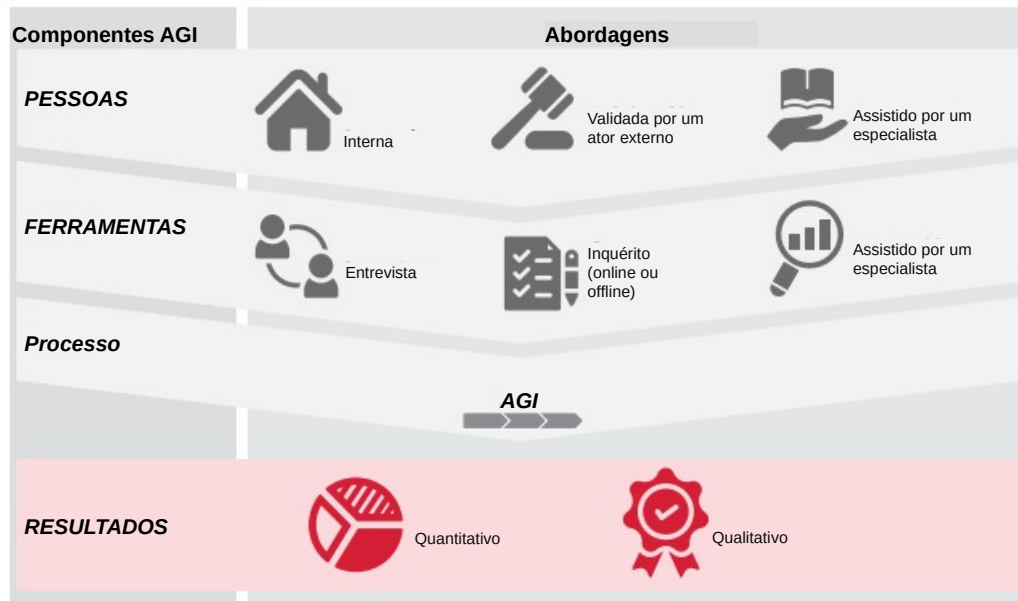 Componentes AGI
Abordagens
PESSOAS
Interna
Validada por um
ator externo
Assistido por um
especialista
FERRAMENTAS
Entrevista
Inquérito
(online ou
offline)
Assistido por um
especialista
Processo
AGI
RESULTADOS
Quantitativo
Qualitativo